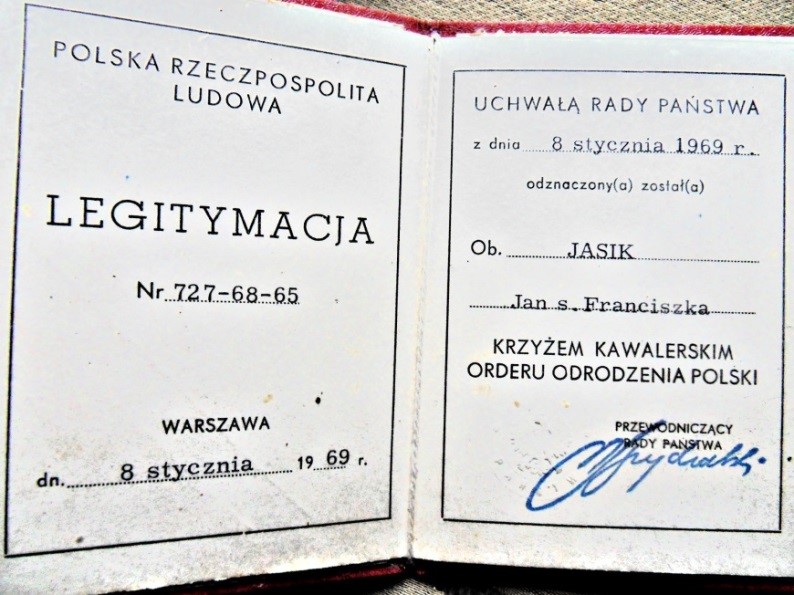 POLSKA RZECZPOSPOLITA
LUDOWA
LEGITYMACJA
Nr 727-68-65
WARSZAWA
dn. 8 stycznia 1969 r.
UCHWAŁĄ RADY PAŃSTWA
z dnia 8 stycznia 1969 r.
odznaczony(a) został(a)
Ob. JASIK
Jan s. Franciszka
KRZYŻEM KAWALERSKIM
ORDERU ODRODZENIA POLSKI
PRZEWODNICZĄCY
RADY PAŃSTWA